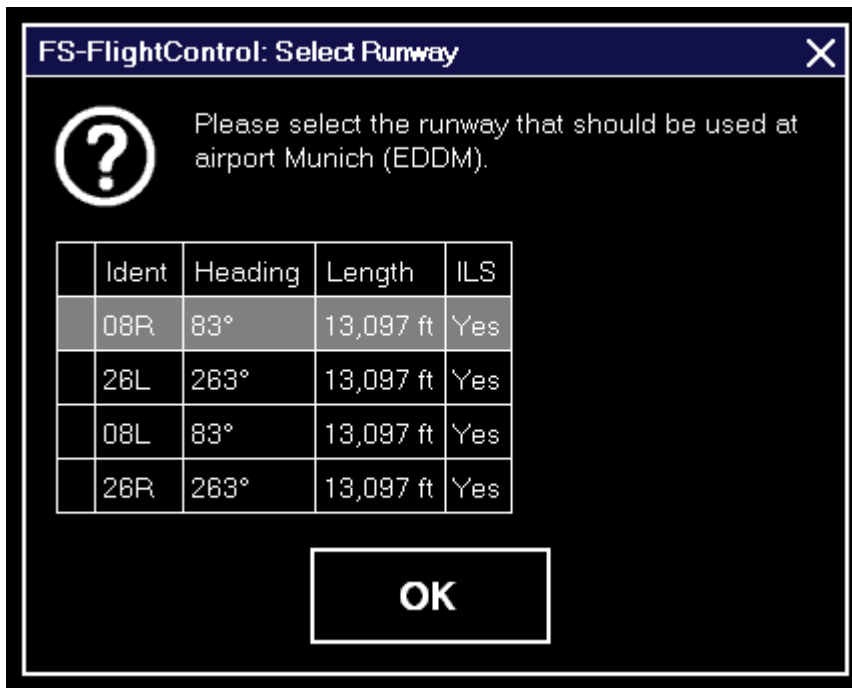 FS-FlightControl: Select Runway
Please select the runway that should be used at
airport Munich (EDDM).
Ident Heading Length ILS
08R 83° 13,097 ft Yes
26L 263° 13,097 ft Yes
08L 83° 13,097 ft Yes
26R 263° 13,097 ft Yes
OK